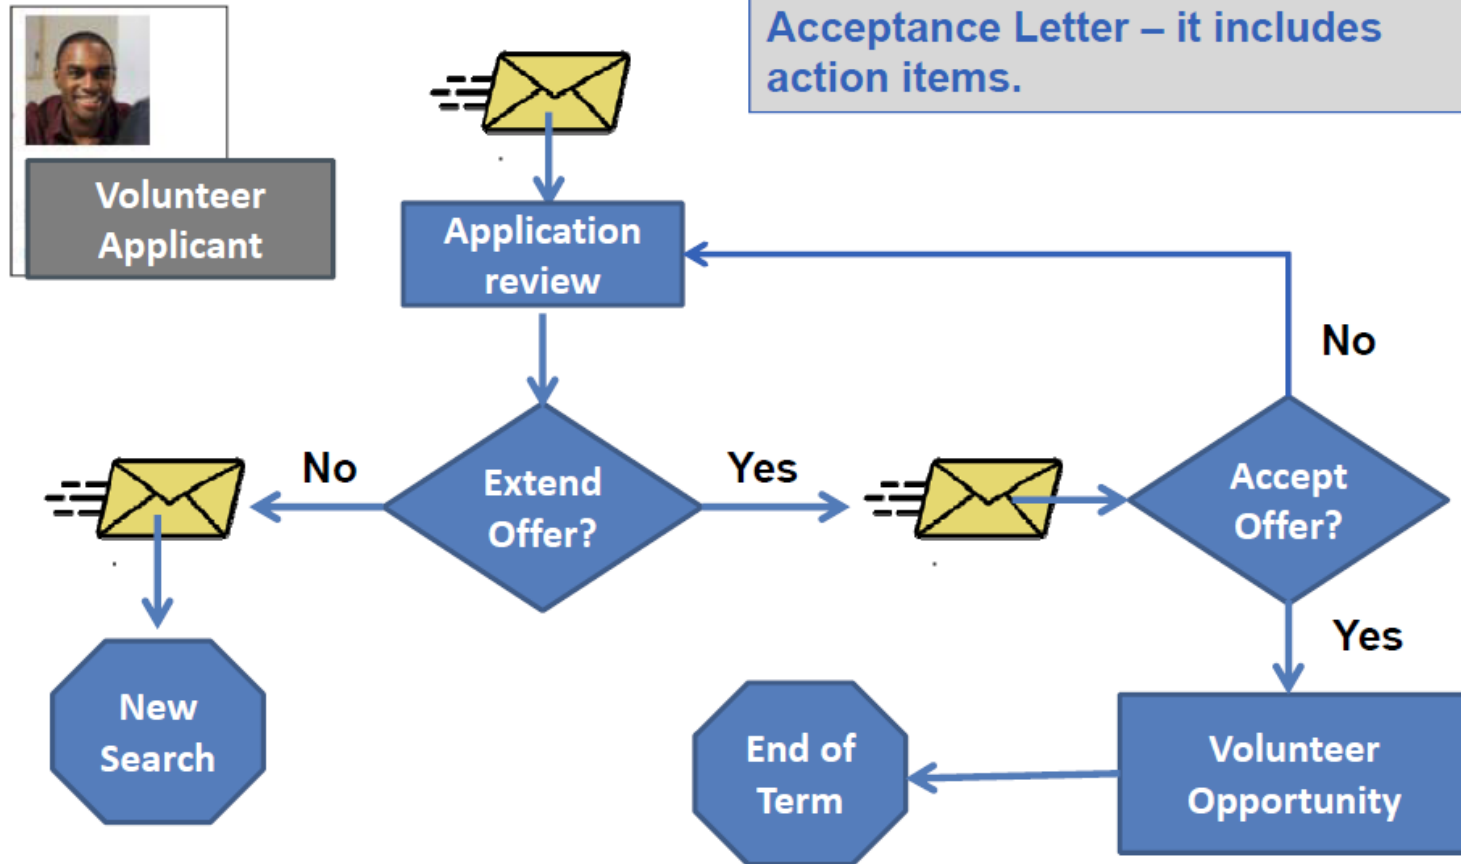 Acceptance Letter – it includes
action items.
Volunteer
Applicant
Application
review
No
Extend
Offer?
No
Yes
Accept
Offer?
Yes
New
Search
End of
Term
Volunteer
Opportunity